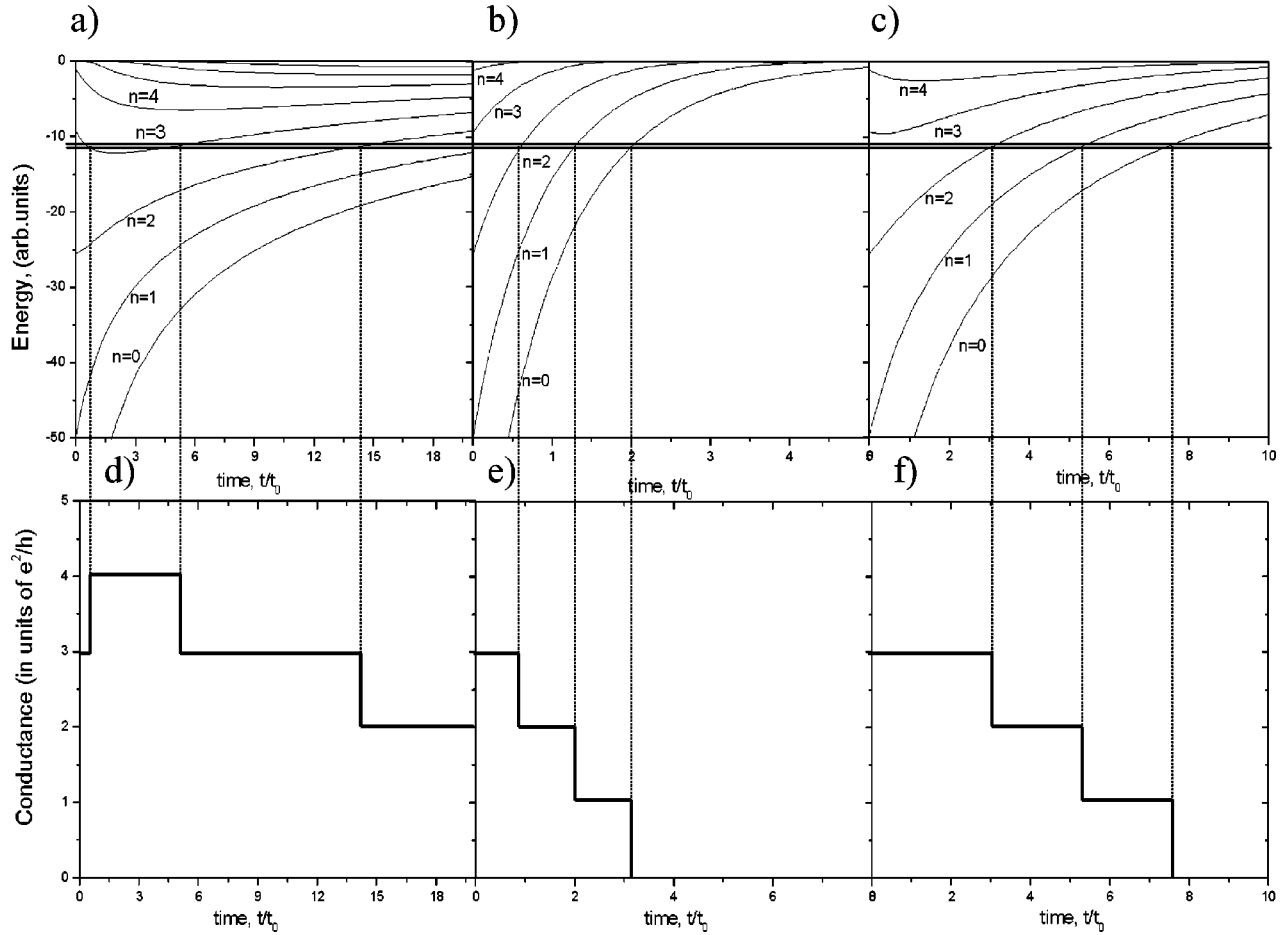 a)
b)
c)
Energy, (arb.units)
0
-10
-20
-30
-40
-50
n=4
n=3
n=2
n=1
n=0
n=4
n=3
n=2
n=1
n=0
n=4
n=3
n=2
n=1
n=0
0 3 6 9 12 15 18
0 1 2 3 4
2 4 6 8 10
time, t/t0
time, t/t0
time, t/t0
d)
e)
f)
Conductance (in units of e²/h)
5
4
3
2
1
0
0 3 6 9 12 15 18
0 2 4 6
2 4 6 8 10
time, t/t0
time, t/t0
time, t/t0